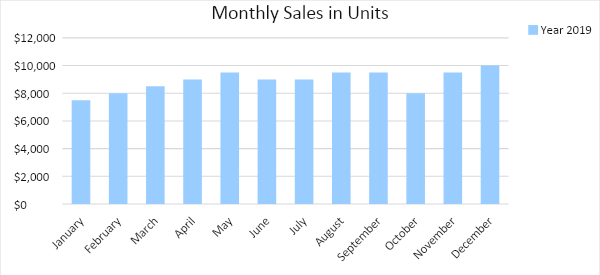 Monthly Sales in Units
Year 2019
$12,000
$10,000
$8,000
$6,000
$4,000
$2,000
$0
January
February
March
April
May
June
July
August
September
October
November
December